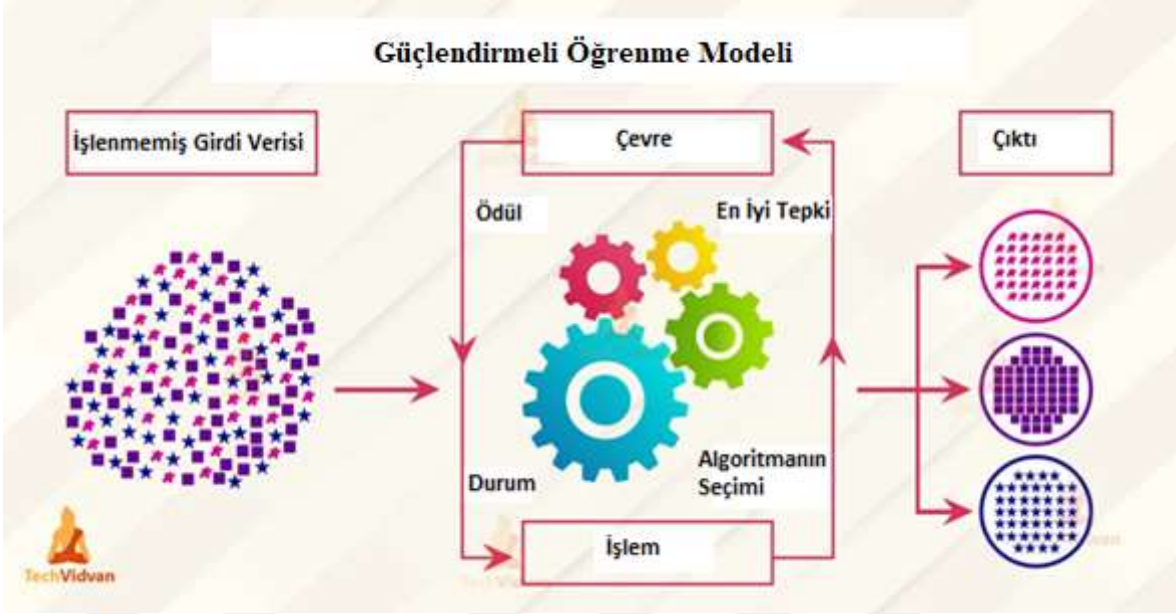 Güçlendirmeli Öğrenme Modeli
İşlenmemiş Girdi Verisi
Çevre
Çıktı
Ödül
En İyi Tepki
Durum
Algoritmanın
Seçimi
İşlem
TechVidvan